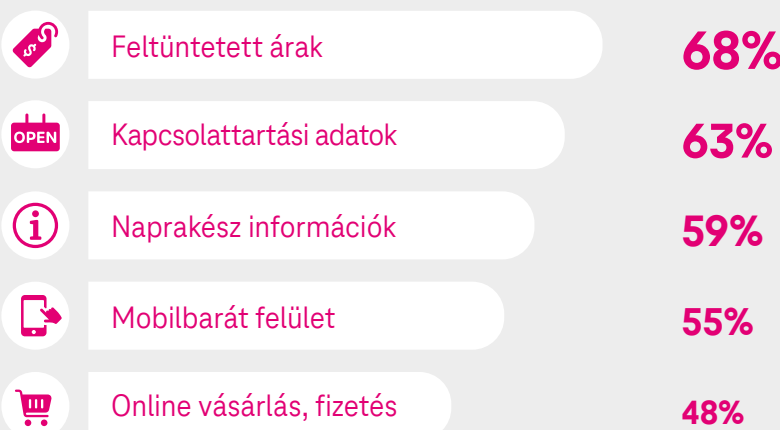 Feltüntetett árak 68%
OPEN
Kapcsolattartási adatok 63%
Naprakész információk 59%
Mobilbarát felület 55%
Online vásárlás, fizetés 48%